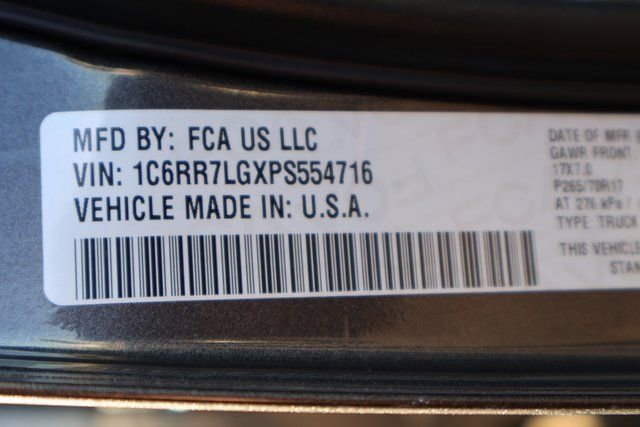 MFD BY: FCA US LLC
VIN: 1C6RR7LGXPS554716
VEHICLE MADE IN: U.S.A.
DATE OF MFR
GAWR FRONT
17X7.0
P265/70R17
AT 276 kPa /
TYPE: TRUCK
THIS VEHICLE
STAN